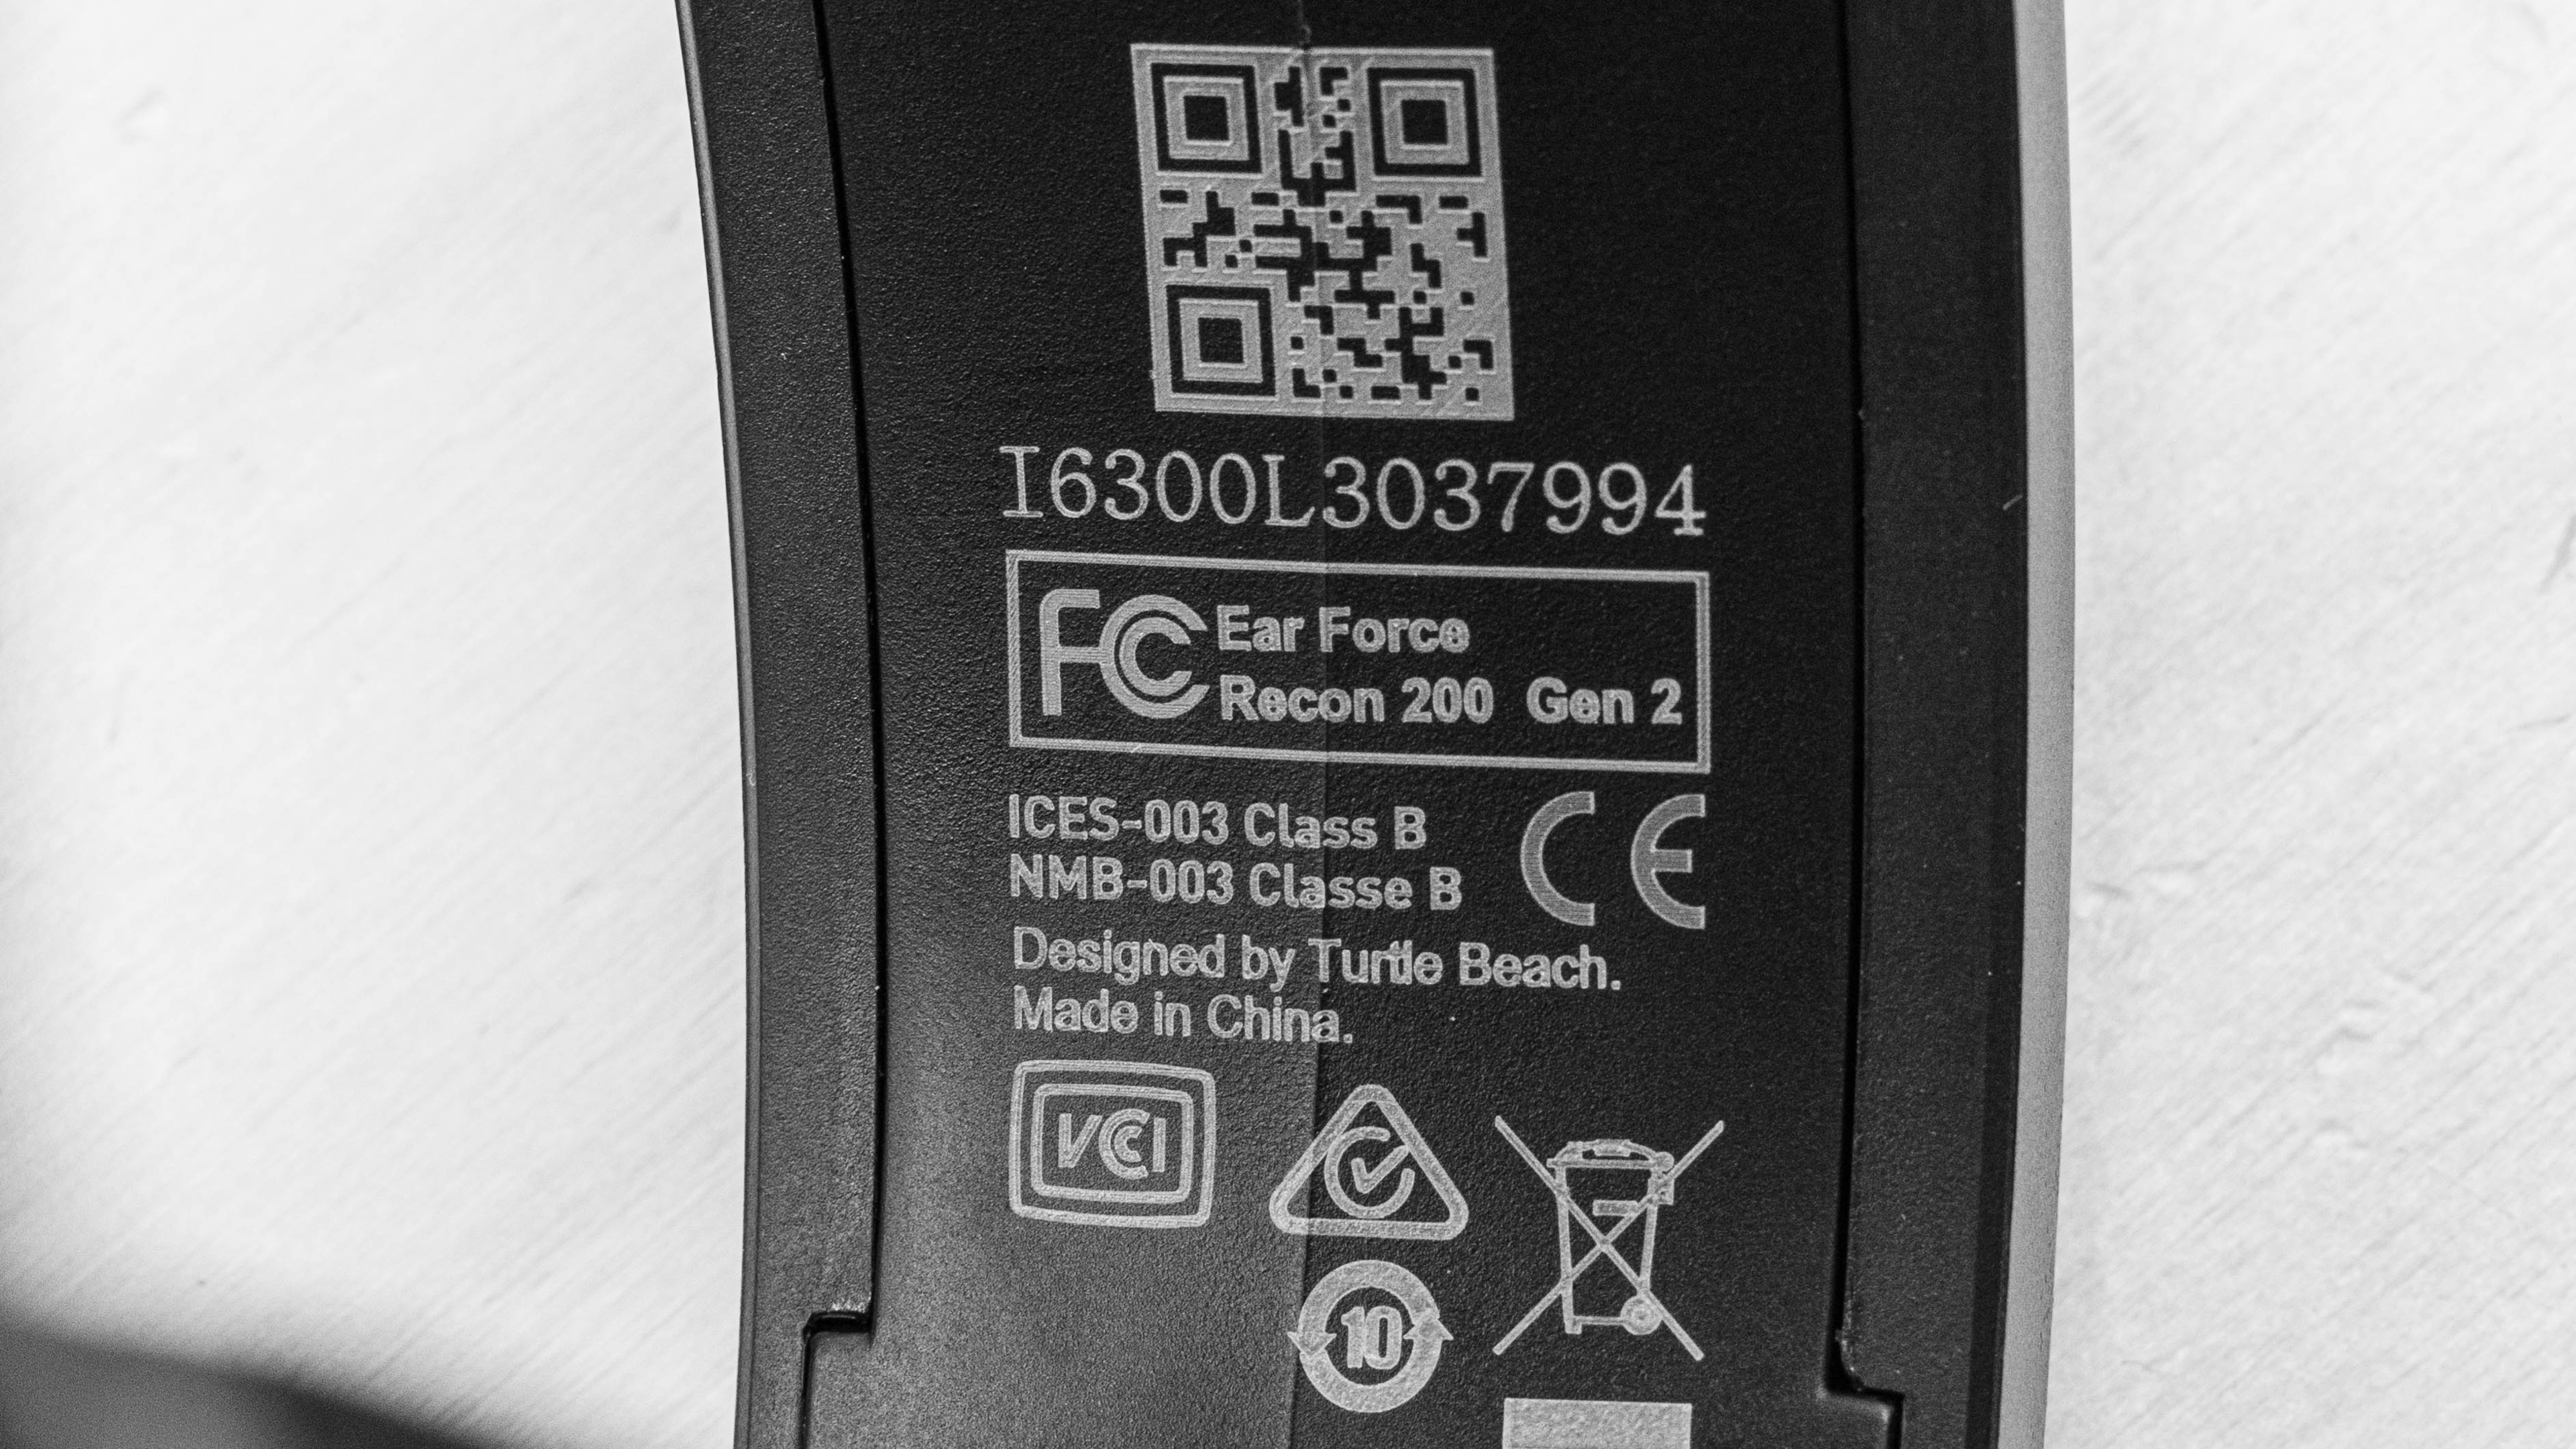 I6300L3037994
FC Ear Force
Recon 200 Gen 2
ICES-003 Class B
NMB-003 Classe B
CE
Designed by Turtle Beach.
Made in China.
VCCI
10